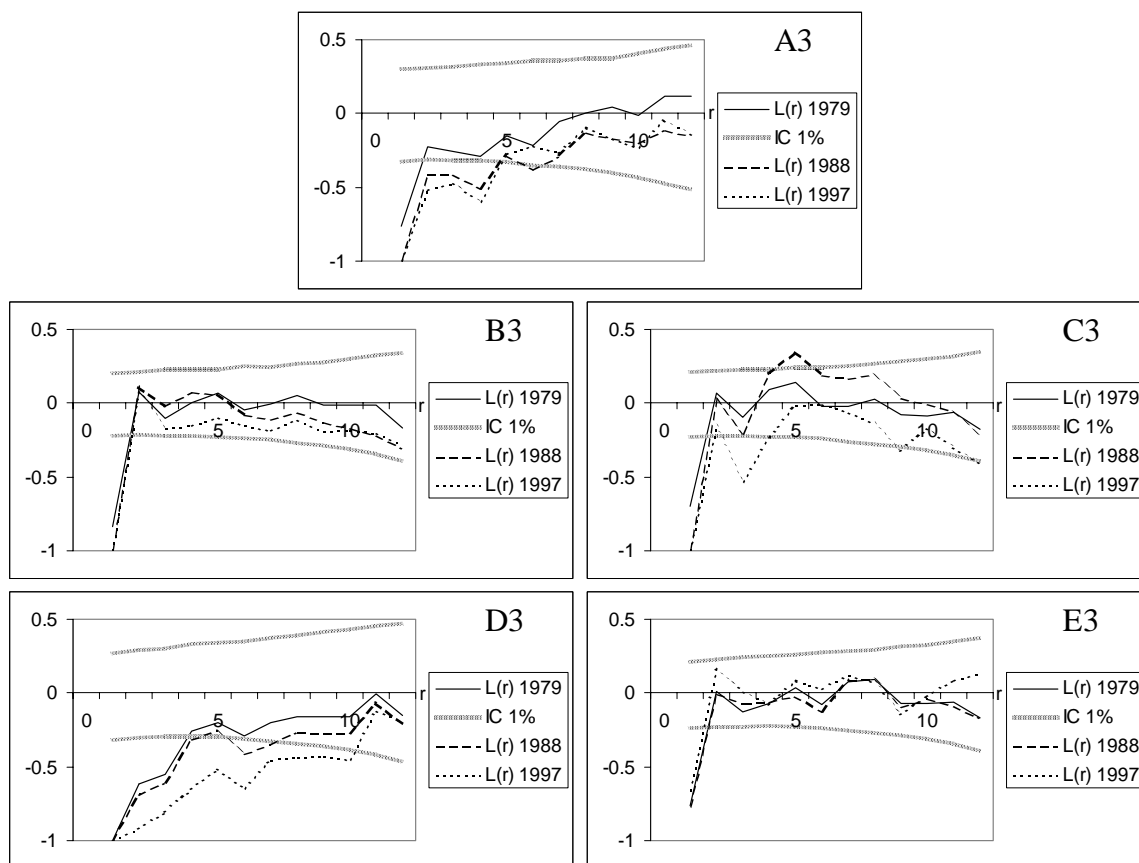 A3
0.5
0
-0.5
-1
0 5 10
r
L(r) 1979
IC 1%
L(r) 1988
L(r) 1997
B3
0.5
0
-0.5
-1
0 5 10
r
L(r) 1979
IC 1%
L(r) 1988
L(r) 1997
C3
0.5
0
-0.5
-1
0 5 10
r
L(r) 1979
IC 1%
L(r) 1988
L(r) 1997
D3
0.5
0
-0.5
-1
0 5 10
r
L(r) 1979
IC 1%
L(r) 1988
L(r) 1997
E3
0.5
0
-0.5
-1
0 5 10
r
L(r) 1979
IC 1%
L(r) 1988
L(r) 1997